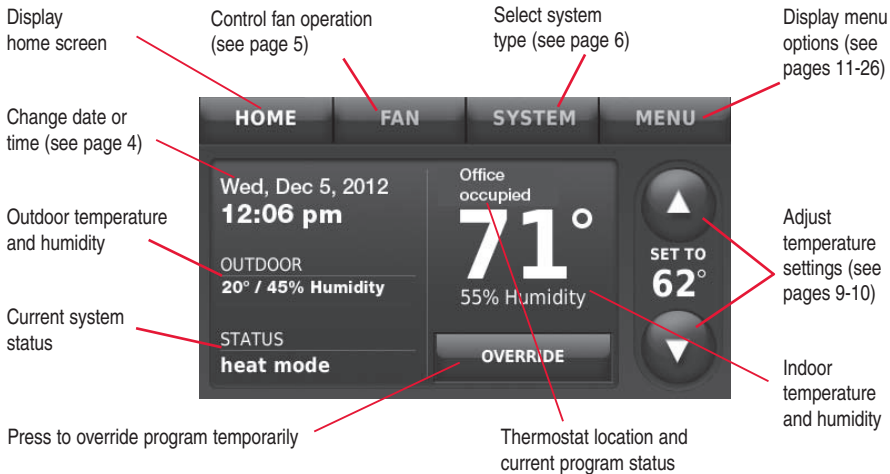 Display
home screen
Control fan operation
(see page 5)
Select system
type (see page 6)
Display menu
options (see
pages 11-26)
Change date or
time (see page 4)
Outdoor temperature
and humidity
Current system
status
HOME
FAN
SYSTEM
MENU
Wed, Dec 5, 2012
12:06 pm
OUTDOOR
20° / 45% Humidity
STATUS
heat mode
Office
occupied
71°
55% Humidity
OVERRIDE
▲
SET TO
62°
▼
Adjust
temperature
settings (see
pages 9-10)
Indoor
temperature
and humidity
Press to override program temporarily
Thermostat location and
current program status